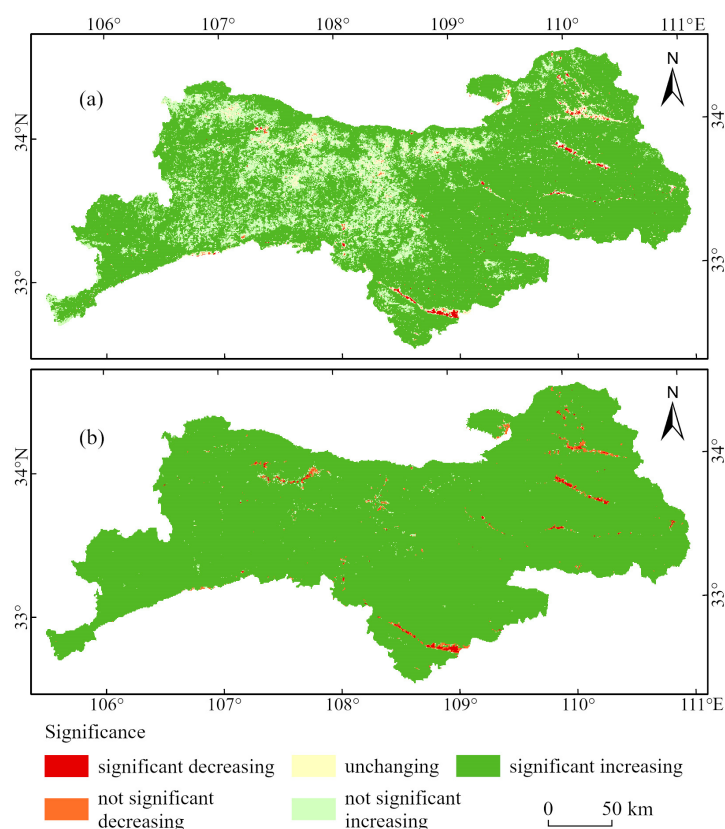 106° 107° 108° 109° 110° 111°E
(a)
N
34°N
33°
34°N
33°
(b)
N
34°N
33°
34°
33°
106° 107° 108° 109° 110° 111°E
Significance
significant decreasing
unchanging
significant increasing
not significant
decreasing
not significant
increasing
0 50 km